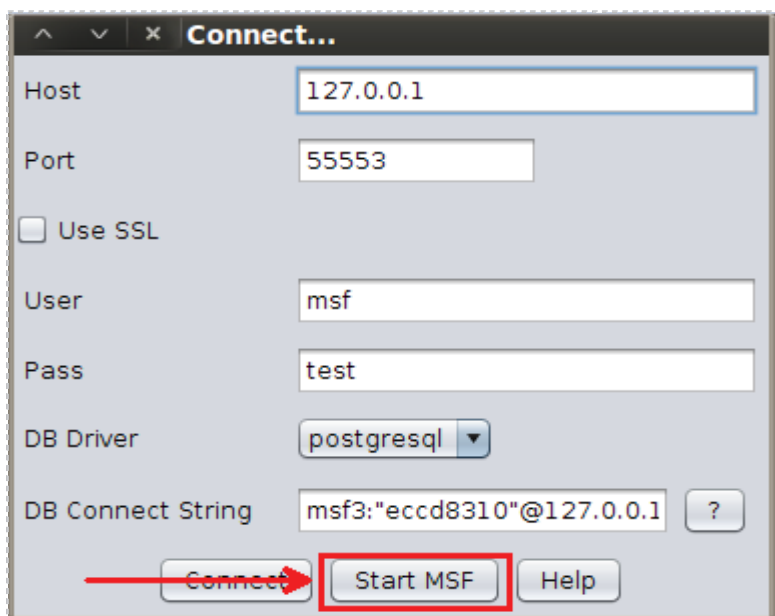 Connect...
Host 127.0.0.1
Port 55553
Use SSL
User msf
Pass test
DB Driver postgresql
DB Connect String msf3:"eccd8310"@127.0.0.1 ?
Connect Start MSF Help